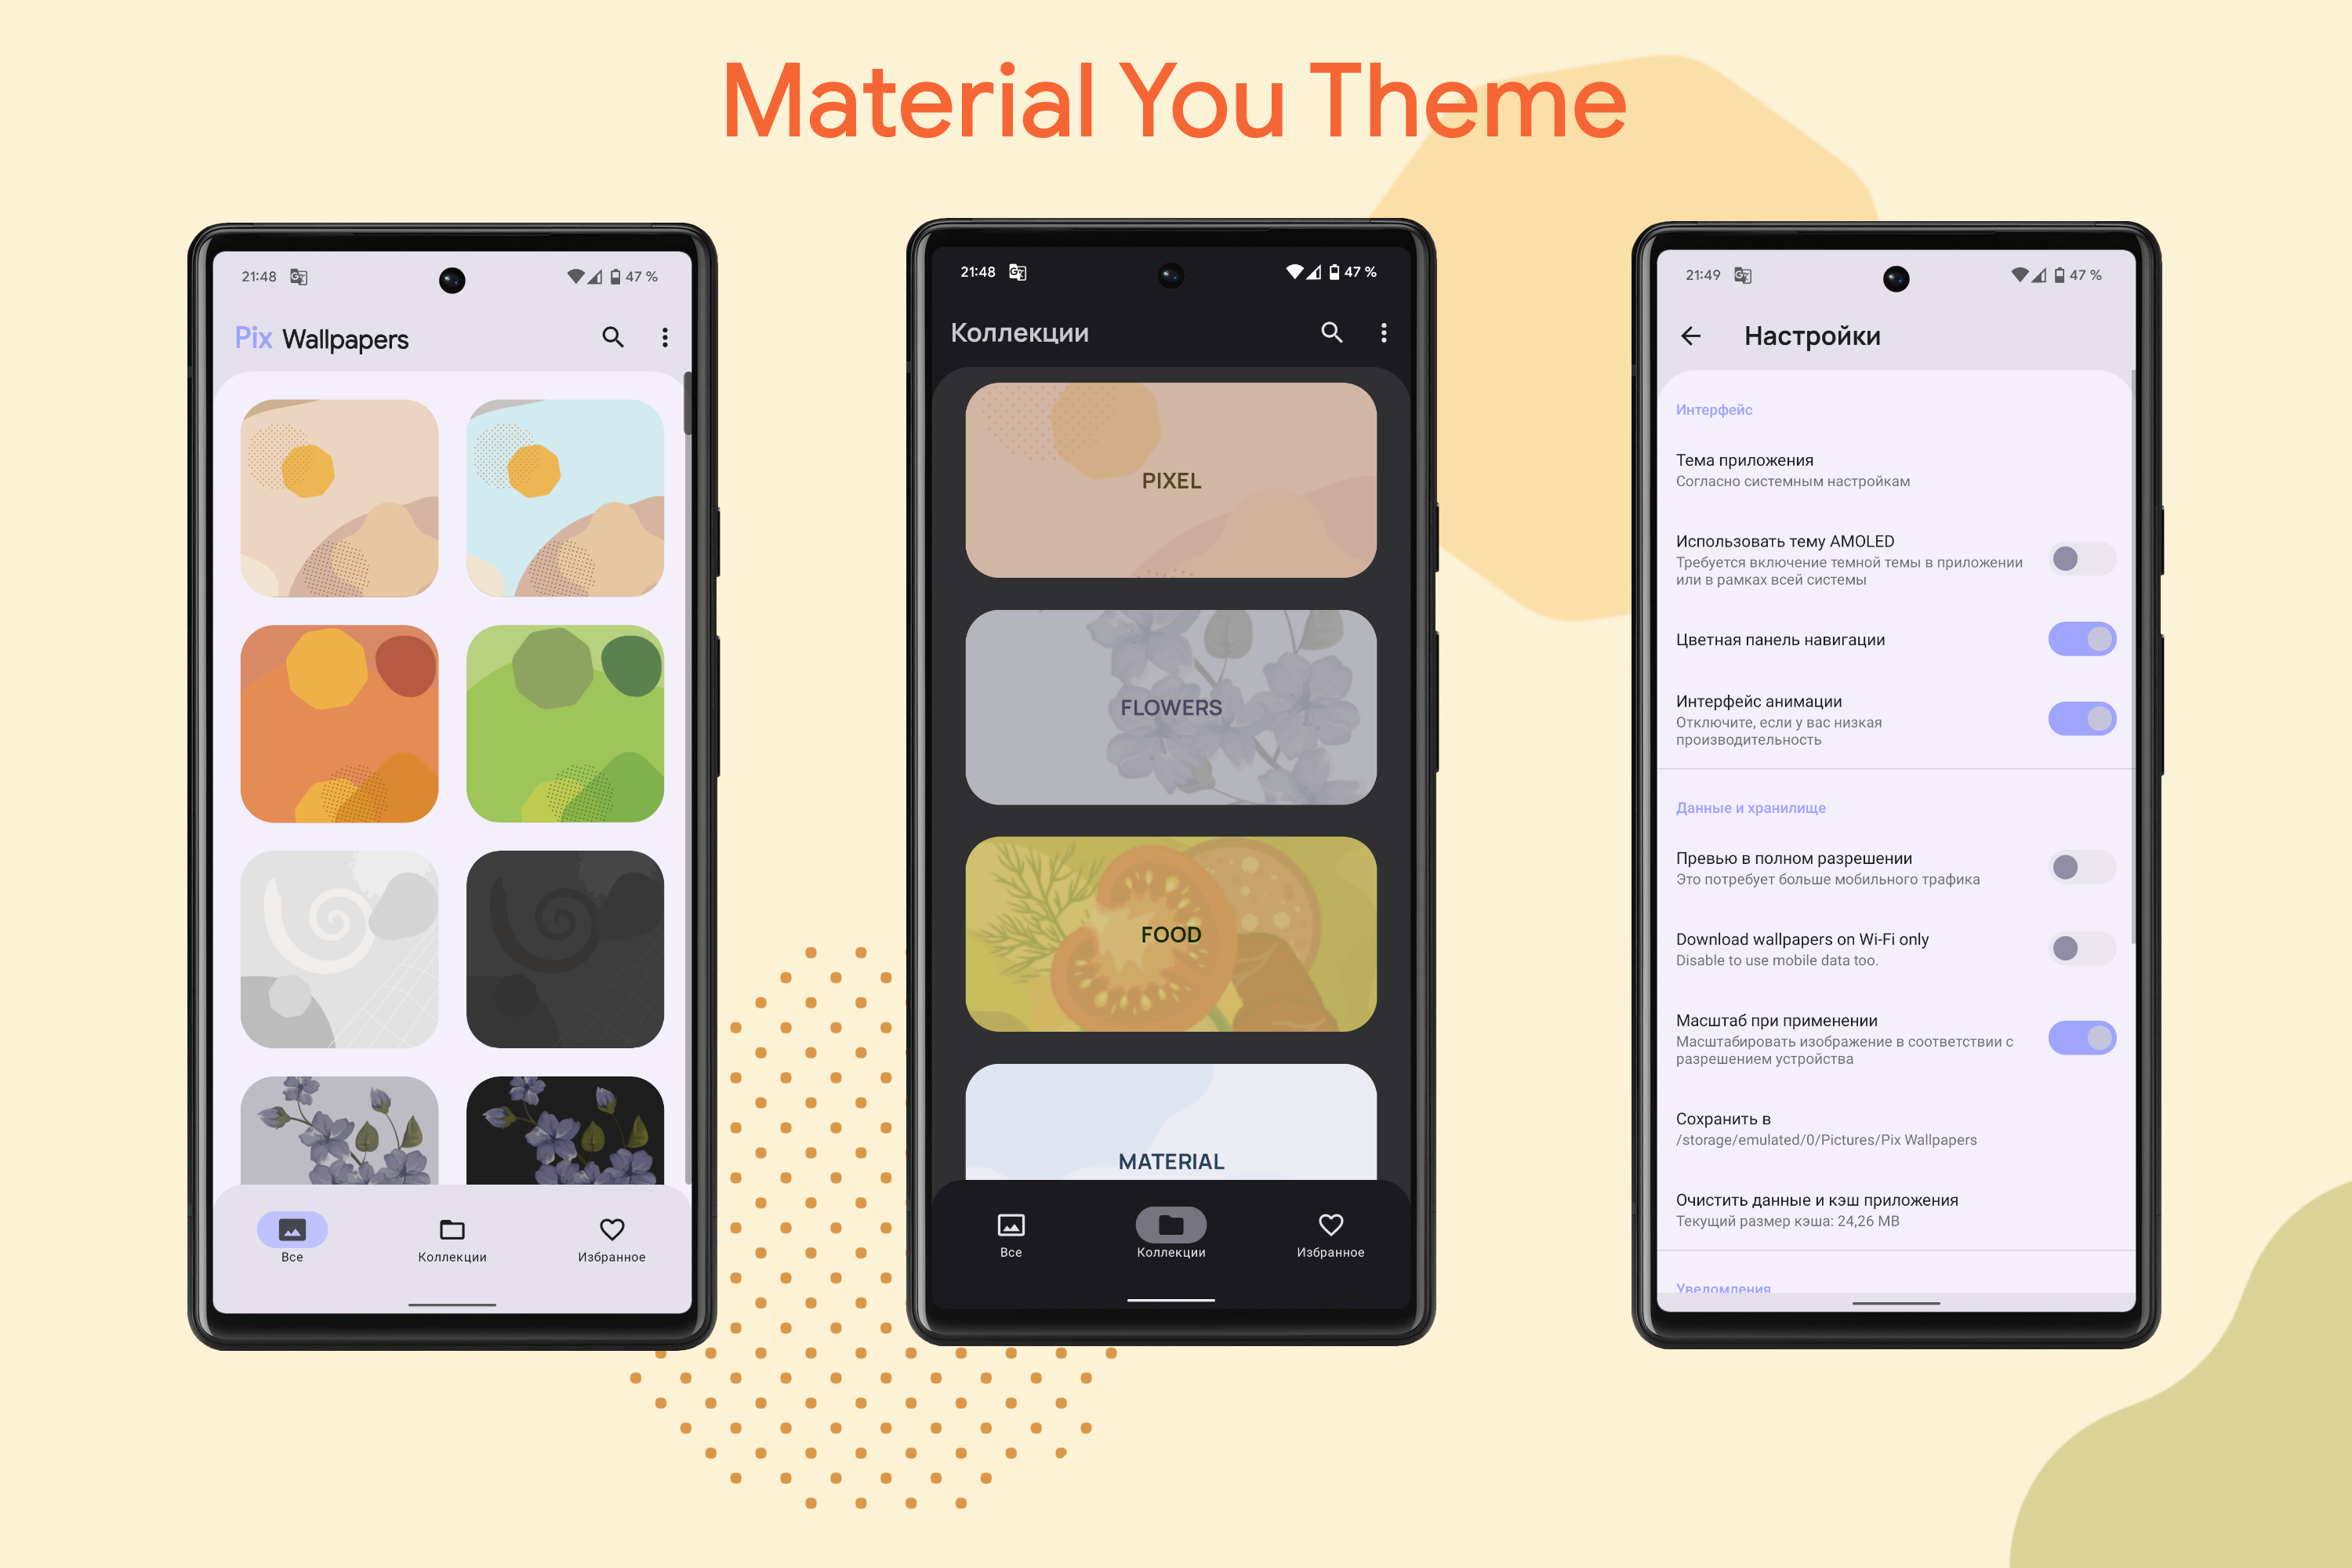 Material You Theme
21:48
47 %
Pix Wallpapers
Все
Коллекции
Избранное
21:48
47 %
Коллекции
PIXEL
FLOWERS
FOOD
MATERIAL
Все
Коллекции
Избранное
21:49
47 %
Настройки
Интерфейс
Тема приложения
Согласно системным настройкам
Использовать тему AMOLED
Требуется включение темной темы в приложении
или в рамках всей системы
Цветная панель навигации
Интерфейс анимации
Отключите, если у вас низкая
производительность
Данные и хранилище
Превью в полном разрешении
Это потребует больше мобильного трафика
Download wallpapers on Wi-Fi only
Disable to use mobile data too.
Масштаб при применении
Масштабировать изображение в соответствии с
разрешением устройства
Сохранить в
/storage/emulated/0/Pictures/Pix Wallpapers
Очистить данные и кэш приложения
Текущий размер кэша: 24,26 MB
Уведомления